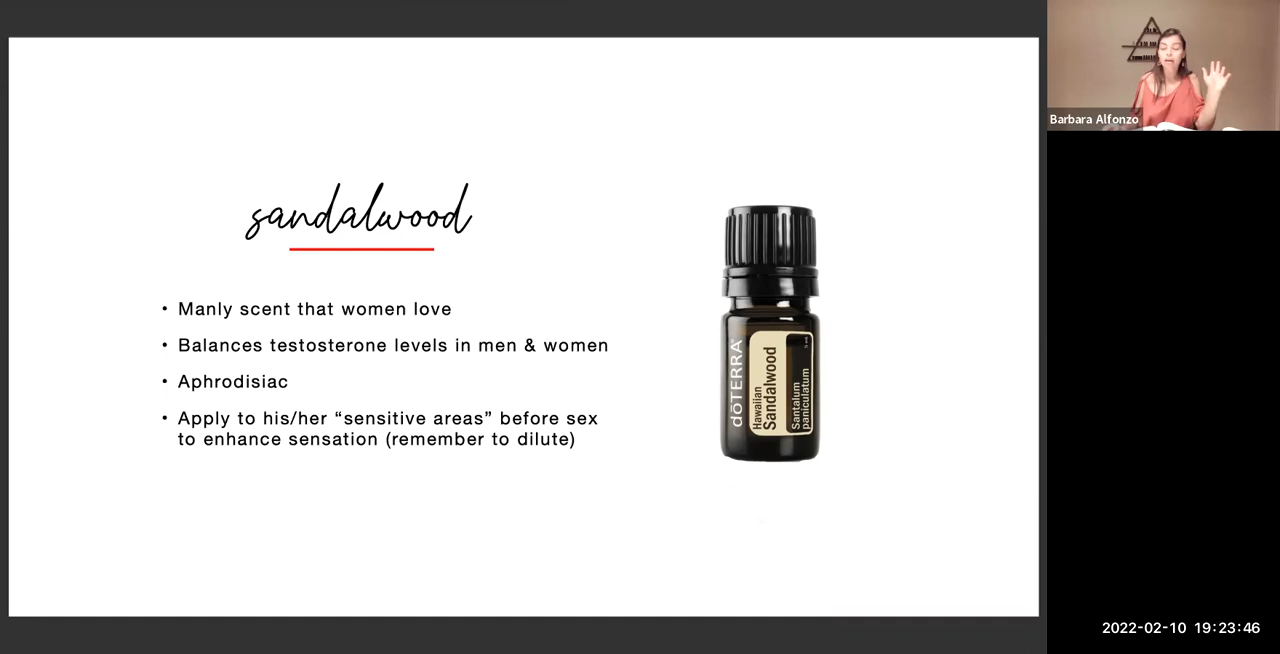 sandalwood
• Manly scent that women love
• Balances testosterone levels in men & women
• Aphrodisiac
• Apply to his/her “sensitive areas” before sex
to enhance sensation (remember to dilute)
dōTERRA
Hawaiian
Sandalwood
Santalum
paniculatum
Barbara Alfonzo
2022-02-10 19:23:46